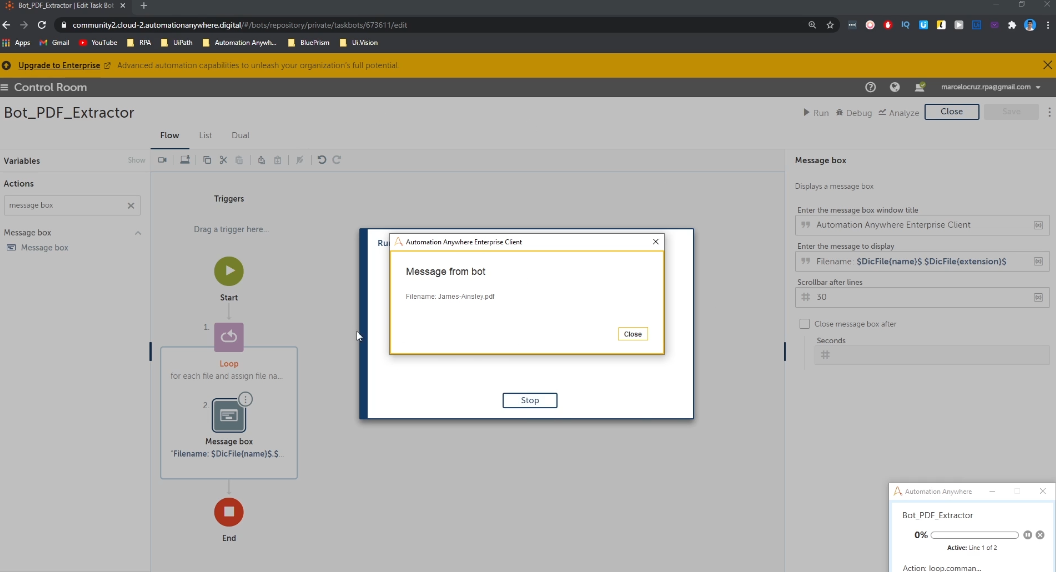 Bot_PDF_Extractor | Edit Task Bot
community2.cloud-2.automationanywhere.digital/#/bots/repository/private/taskbots/673611/edit
Apps Gmail YouTube RPA UiPath Automation Anywh... BluePrism Ui.Vision
Upgrade to Enterprise Advanced automation capabilities to unleash your organization's full potential.
Control Room
marcelocruz.rpa@gmail.com
Bot_PDF_Extractor
Run Debug Analyze Close Save
Flow List Dual
Variables Show
Actions
message box
Message box
Message box
Triggers
Drag a trigger here...
Start
1.
Loop
for each file and assign file na...
2.
Message box
"Filename: $DicFile{name}$.$...
End
Ru
Automation Anywhere Enterprise Client
Message from bot
Filename: James-Ainsley.pdf
Close
Stop
Message box
Displays a message box
Enter the message box window title
Automation Anywhere Enterprise Client
Enter the message to display
Filename $DicFile{name}$.$DicFile{extension}$
Scrollbar after lines
30
Close message box after
Seconds
Automation Anywhere
Bot_PDF_Extractor
0%
Active: Line 1 of 2
Action: loop.comman...